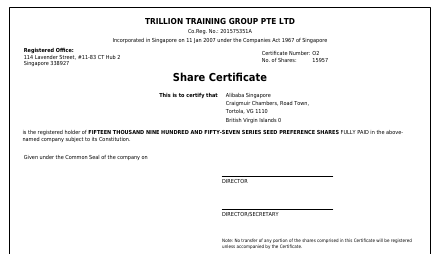 TRILLION TRAINING GROUP PTE LTD
Co.Reg. No.: 201575351A
Incorporated in Singapore on 11 Jan 2007 under the Companies Act 1967 of Singapore
Registered Office:
114 Lavender Street, #11-83 CT Hub 2
Singapore 338927
Certificate Number: O2
No. of Shares: 15957
Share Certificate
This is to certify that Alibaba Singapore
Craigmuir Chambers, Road Town,
Tortola, VG 1110
British Virgin Islands 0
is the registered holder of FIFTEEN THOUSAND NINE HUNDRED AND FIFTY-SEVEN SERIES SEED PREFERENCE SHARES FULLY PAID in the above-
named company subject to its Constitution.
Given under the Common Seal of the company on
DIRECTOR
DIRECTOR/SECRETARY
Note: No transfer of any portion of the shares comprised in this Certificate will be registered
unless accompanied by the Certificate.